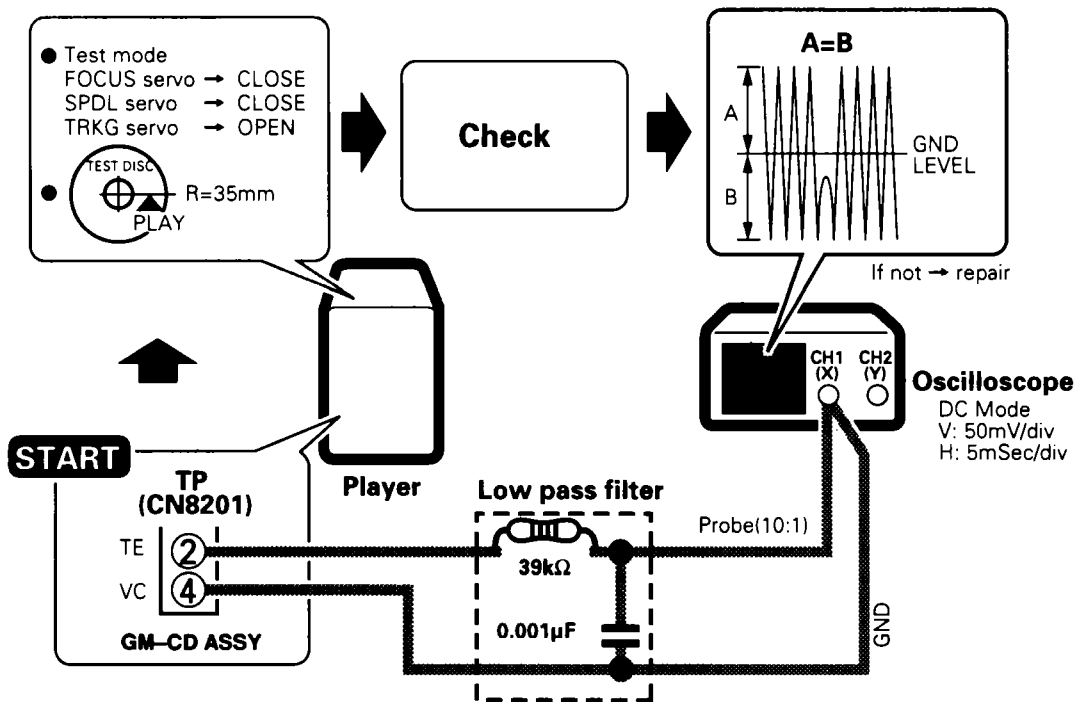 ● Test mode
FOCUS servo → CLOSE
SPDL servo → CLOSE
TRKG servo → OPEN
TEST DISC
● R=35mm
PLAY
Check
A=B
A
GND
LEVEL
B
If not → repair
CH1
(X)
CH2
(Y)
Oscilloscope
DC Mode
V: 50mV/div
H: 5mSec/div
START
TP
(CN8201)
Player
Low pass filter
Probe(10:1)
TE ②
39kΩ
VC ④
0.001μF
GND
GM–CD ASSY